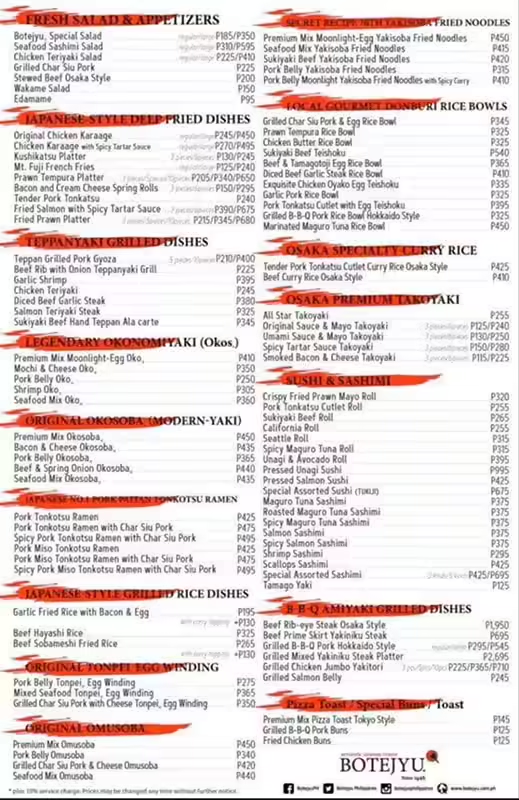 FRESH SALAD & APPETIZERS
Botejyu, Special Salad regular/large P185/P350
Seafood Sashimi Salad regular/large P310/P595
Chicken Teriyaki Salad regular/large P225/P410
Grilled Char Siu Pork P225
Stewed Beef Osaka Style P200
Wakame Salad P150
Edamame P95
JAPANESE-STYLE DEEP FRIED DISHES
Original Chicken Karaage regular/large P245/P450
Chicken Karaage with Spicy Tartar Sauce regular/large P270/P495
Kushikatsu Platter P130/P245
Mt. Fuji French Fries regular/large P125/P240
Prawn Tempura Platter P205/P340/P650
Bacon and Cream Cheese Spring Rolls P150/P295
Tender Pork Tonkatsu P240
Fried Salmon with Spicy Tartar Sauce P390/P675
Fried Prawn Platter P215/P345/P680
TEPPANYAKI GRILLED DISHES
Teppan Grilled Pork Gyoza P210/P400
Beef Rib with Onion Teppanyaki Grill P225
Garlic Shrimp P395
Chicken Teriyaki P245
Diced Beef Garlic Steak P380
Salmon Teriyaki Steak P325
Sukiyaki Beef Hand Teppan Ala carte P345
LEGENDARY OKONOMIYAKI (Okos.)
Premium Mix Moonlight-Egg Oko, P410
Mochi & Cheese Oko, P350
Pork Belly Oko, P250
Shrimp Oko, P305
Seafood Mix Oko, P360
ORIGINAL OKOSOBA (MODERN-YAKI)
Premium Mix Okosoba, P450
Bacon & Cheese Okosoba, P435
Pork Belly Okosoba, P365
Beef & Spring Onion Okosoba, P440
Seafood Mix Okosoba, P435
JAPANESE NO.1 PORK PAITAN TONKOTSU RAMEN
Pork Tonkotsu Ramen P425
Pork Tonkotsu Ramen with Char Siu Pork P475
Spicy Pork Tonkotsu Ramen with Char Siu Pork P495
Pork Miso Tonkotsu Ramen P425
Pork Miso Tonkotsu Ramen with Char Siu Pork P475
Spicy Pork Miso Tonkotsu Ramen with Char Siu Pork P495
JAPANESE-STYLE GRILLED RICE DISHES
Garlic Fried Rice with Bacon & Egg P195
with curry topping +P130
Beef Hayashi Rice P325
Beef Sobameshi Fried Rice P265
with curry topping +P130
ORIGINAL TONPEI EGG WINDING
Pork Belly Tonpei, Egg Winding P275
Mixed Seafood Tonpei, Egg Winding P365
Grilled Char Siu Pork with Cheese Tonpei, Egg Winding P350
ORIGINAL OMUSOBA
Premium Mix Omusoba P450
Pork Belly Omusoba P340
Grilled Char Siu Pork & Cheese Omusoba P420
Seafood Mix Omusoba P440
* plus 10% service charge. Prices may be changed any time without further notice.
SECRET RECIPE 70TH YAKISOBA FRIED NOODLES
Premium Mix Moonlight-Egg Yakisoba Fried Noodles P450
Seafood Mix Yakisoba Fried Noodles P415
Sukiyaki Beef Yakisoba Fried Noodles P420
Pork Belly Yakisoba Fried Noodles P315
Pork Belly Moonlight Yakisoba Fried Noodles with Spicy Curry P410
LOCAL GOURMET DONBURI RICE BOWLS
Grilled Char Siu Pork & Egg Rice Bowl P345
Prawn Tempura Rice Bowl P325
Chicken Butter Rice Bowl P325
Sukiyaki Beef Teishoku P540
Beef & Tamagotoji Egg Rice Bowl P365
Diced Beef Garlic Steak Rice Bowl P410
Exquisite Chicken Oyako Egg Teishoku P335
Garlic Pork Rice Bowl P325
Pork Tonkatsu Cutlet with Egg Teishoku P395
Grilled B-B-Q Pork Rice Bowl Hokkaido Style P325
Marinated Maguro Tuna Rice Bowl P450
OSAKA SPECIALTY CURRY RICE
Tender Pork Tonkatsu Cutlet Curry Rice Osaka Style P425
Beef Curry Rice Osaka Style P410
OSAKA PREMIUM TAKOYAKI
All Star Takoyaki P255
Original Sauce & Mayo Takoyaki P125/P240
Umami Sauce & Mayo Takoyaki P130/P250
Spicy Tartar Sauce Takoyaki P150/P280
Smoked Bacon & Cheese Takoyaki P115/P225
SUSHI & SASHIMI
Crispy Fried Prawn Mayo Roll P320
Pork Tonkatsu Cutlet Roll P255
Sukiyaki Beef Roll P265
California Roll P255
Seattle Roll P315
Spicy Maguro Tuna Roll P315
Unagi & Avocado Roll P395
Pressed Unagi Sushi P995
Pressed Salmon Sushi P425
Special Assorted Sushi (TUKIJI) P675
Maguro Tuna Sashimi P375
Roasted Maguro Tuna Sashimi P375
Spicy Maguro Tuna Sashimi P375
Salmon Sashimi P375
Spicy Salmon Sashimi P375
Shrimp Sashimi P295
Scallops Sashimi P425
Special Assorted Sashimi P425/P695
Tamago Yaki P125
B-B-Q AMIYAKI GRILLED DISHES
Beef Rib-eye Steak Osaka Style P1,950
Beef Prime Skirt Yakiniku Steak P695
Grilled B-B-Q Pork Hokkaido Style regular/large P295/P545
Grilled Mixed Yakiniku Steak Platter P2,695
Grilled Chicken Jumbo Yakitori P225/P365/P710
Grilled Salmon Belly P245
Pizza Toast / Special Buns / Toast
Premium Mix Pizza Toast Tokyo Style P145
Grilled B-B-Q Pork Buns P125
Fried Chicken Buns P125
BOTEJYU.
Since 1946
BotejyuPH Botejyu.Philippines Botejyu Philippines www.botejyu.com.ph